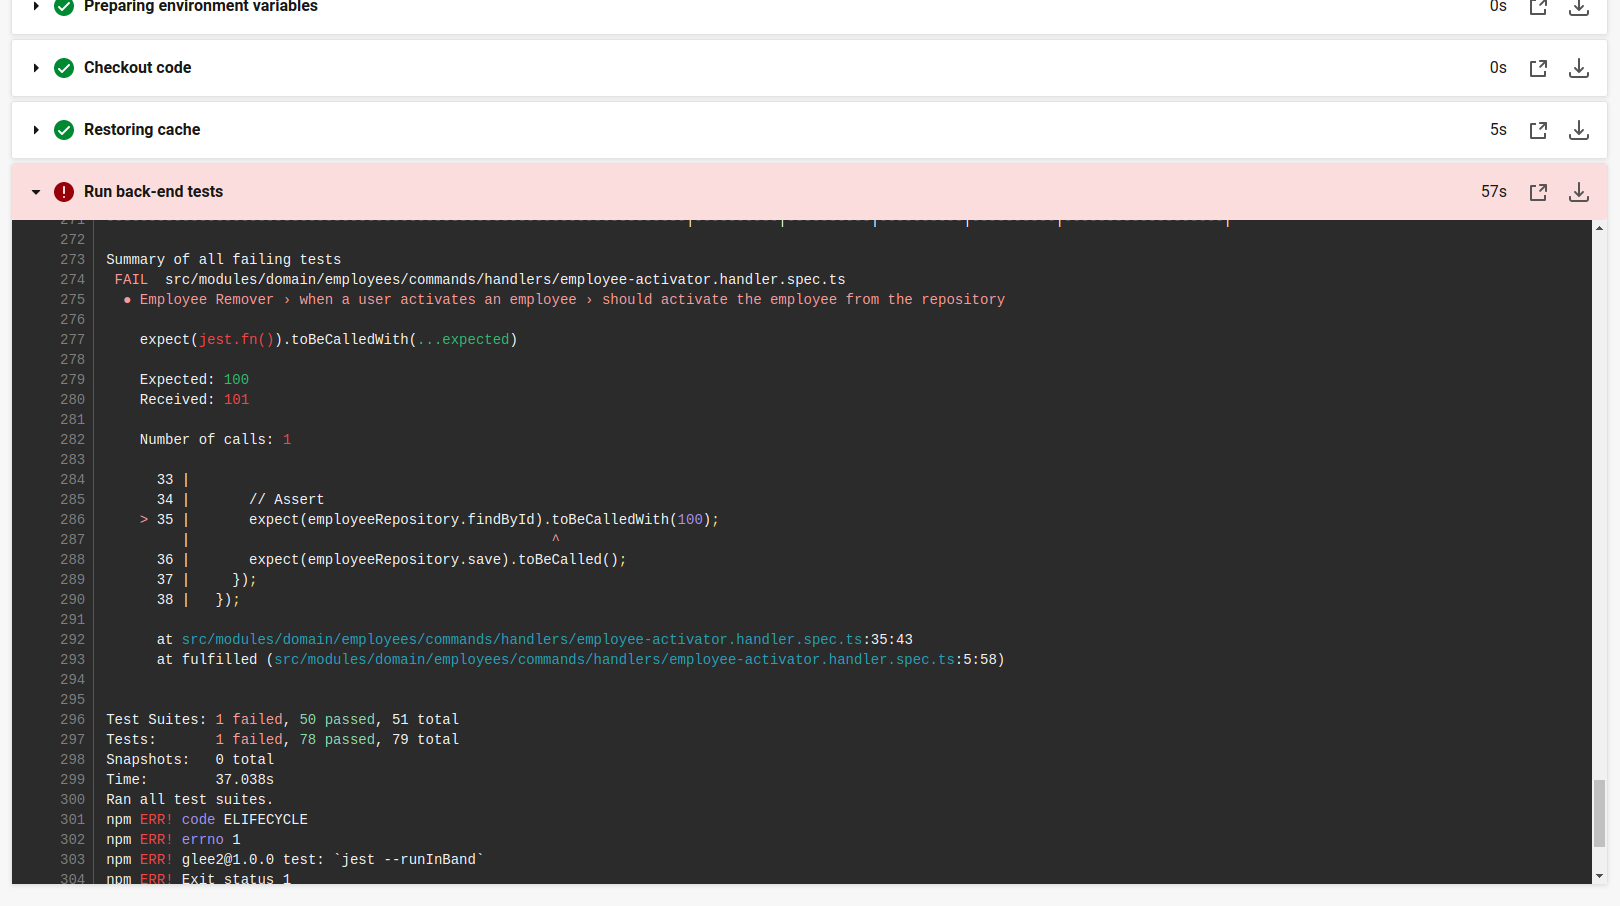 Preparing environment variables 0s
Checkout code 0s
Restoring cache 5s
Run back-end tests 57s
271 --------------------------------------------------------------------|----------|----------|----------|----------|-------------------|
272
273 Summary of all failing tests
274 FAIL src/modules/domain/employees/commands/handlers/employee-activator.handler.spec.ts
275 ● Employee Remover › when a user activates an employee › should activate the employee from the repository
276
277 expect(jest.fn()).toBeCalledWith(...expected)
278
279 Expected: 100
280 Received: 101
281
282 Number of calls: 1
283
284 33 |
285 34 | // Assert
286 > 35 | expect(employeeRepository.findById).toBeCalledWith(100);
287 | ^
288 36 | expect(employeeRepository.save).toBeCalled();
289 37 | });
290 38 | });
291
292 at src/modules/domain/employees/commands/handlers/employee-activator.handler.spec.ts:35:43
293 at fulfilled (src/modules/domain/employees/commands/handlers/employee-activator.handler.spec.ts:5:58)
294
295
296 Test Suites: 1 failed, 50 passed, 51 total
297 Tests: 1 failed, 78 passed, 79 total
298 Snapshots: 0 total
299 Time: 37.038s
300 Ran all test suites.
301 npm ERR! code ELIFECYCLE
302 npm ERR! errno 1
303 npm ERR! glee2@1.0.0 test: `jest --runInBand`
304 npm ERR! Exit status 1